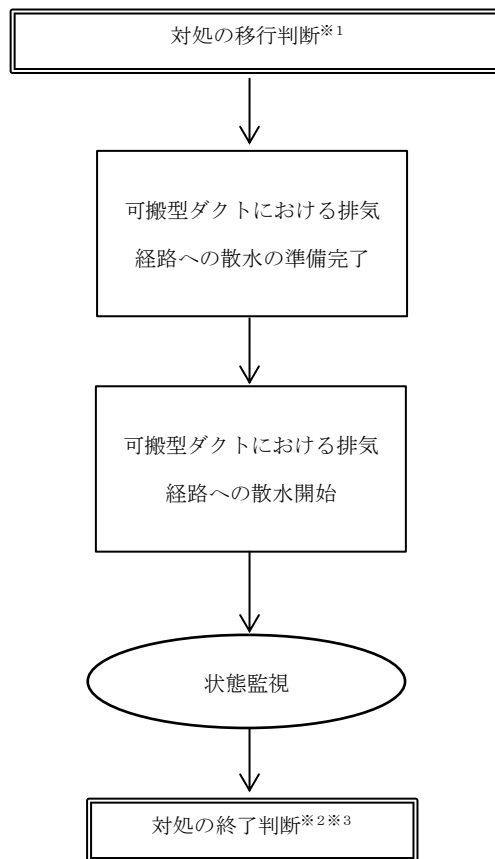 対処の移行判断※1
可搬型ダクトにおける排気
経路への散水の準備完了
可搬型ダクトにおける排気
経路への散水開始
状態監視
対処の終了判断※2※3